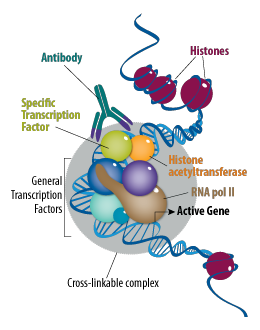 Histones
Antibody
Specific
Transcription
Factor
Histone
acetyltransferase
General
Transcription
Factors
RNA pol II
Active Gene
Cross-linkable complex